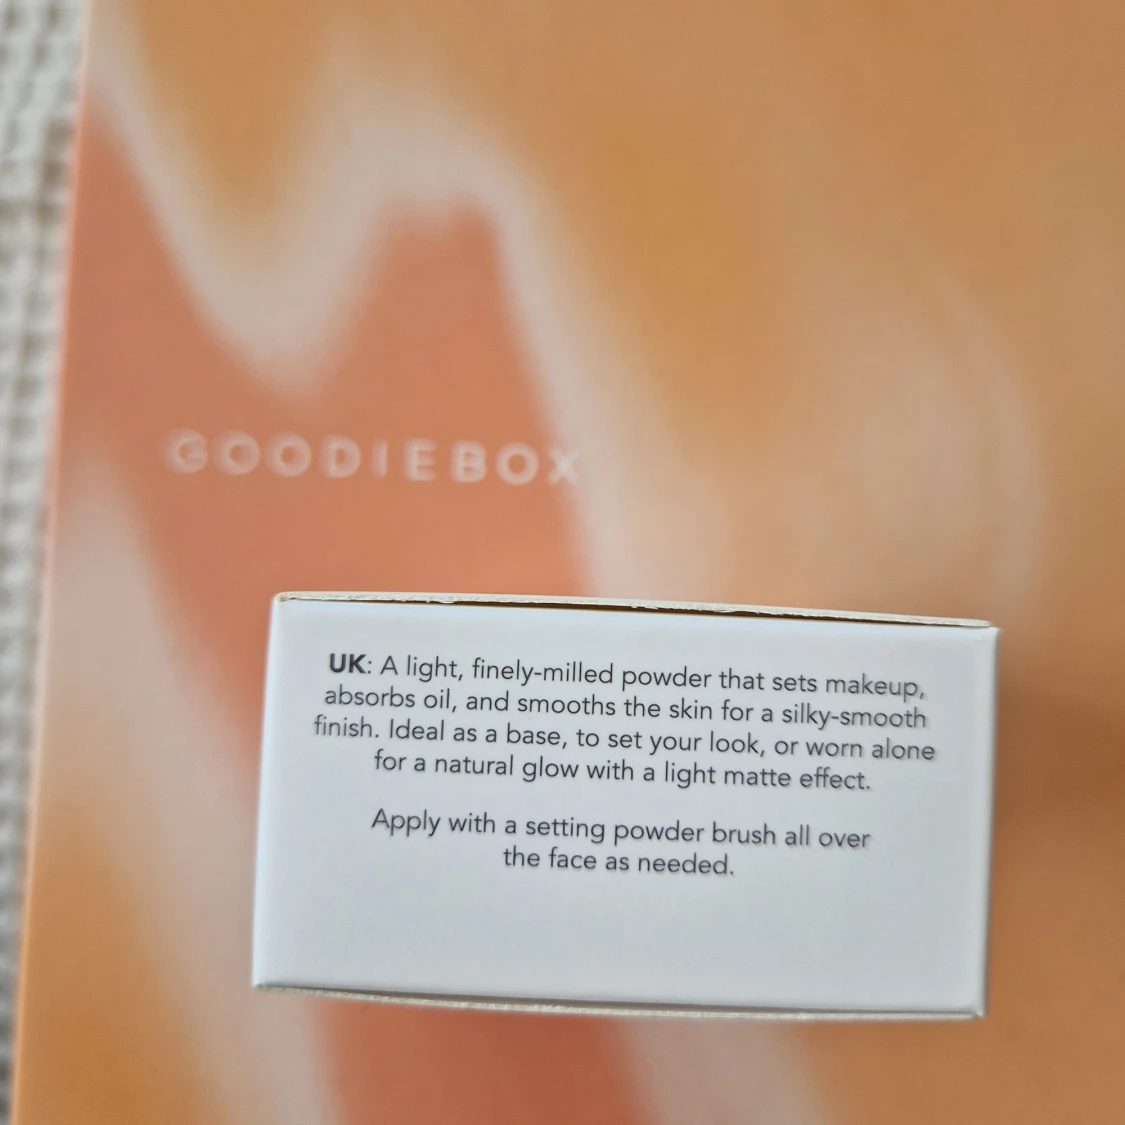 GOODIEBOX
UK: A light, finely-milled powder that sets makeup,
absorbs oil, and smooths the skin for a silky-smooth
finish. Ideal as a base, to set your look, or worn alone
for a natural glow with a light matte effect.
Apply with a setting powder brush all over
the face as needed.